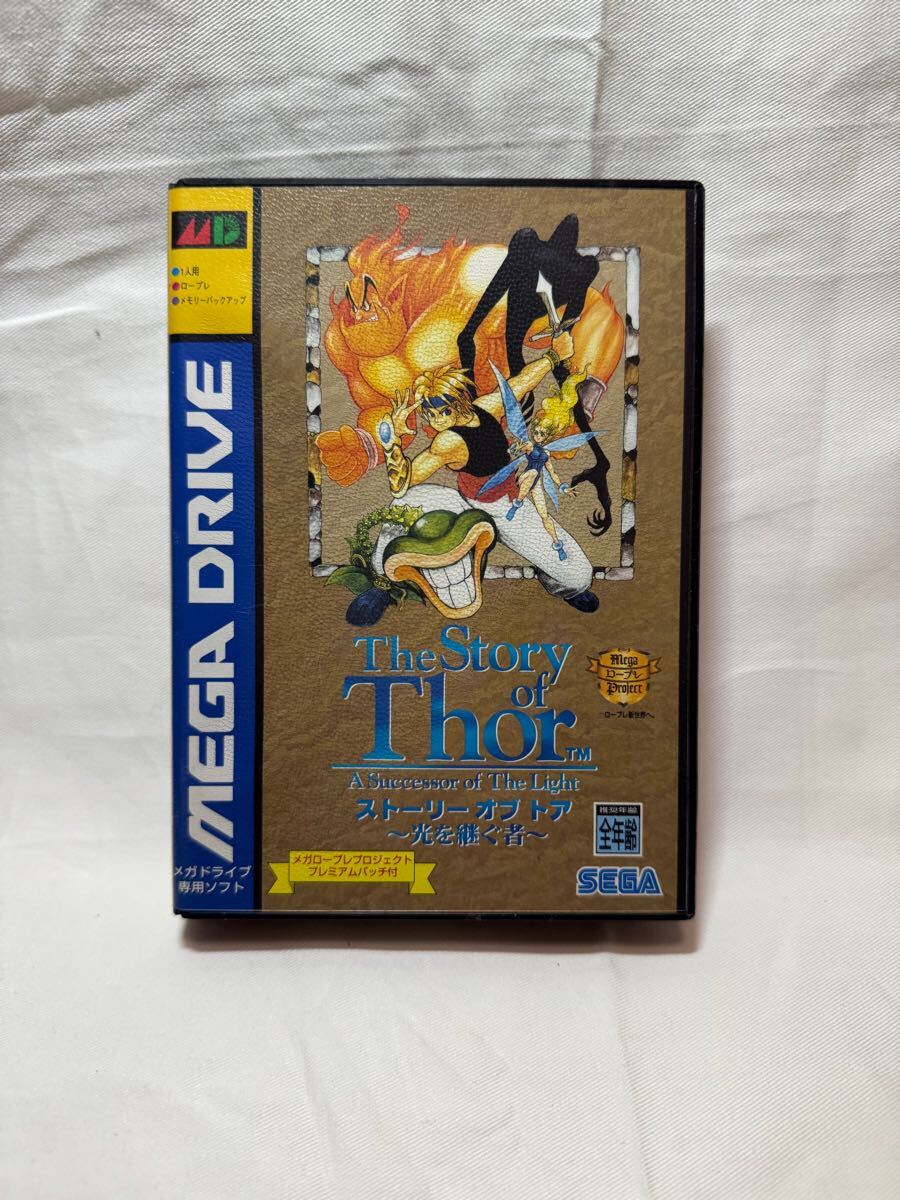 MD
1人用
ロープレ
メモリーバックアップ
MEGA DRIVE
メガドライブ
専用ソフト
The Story
of
Thor TM
A Successor of The Light
ストーリー オブ トア
～光を継ぐ者～
Mega
ロープレ
Project
ロープレ新世界へ
メガロープレプロジェクト
プレミアムバッチ付
推奨年齢
全年齢
SEGA